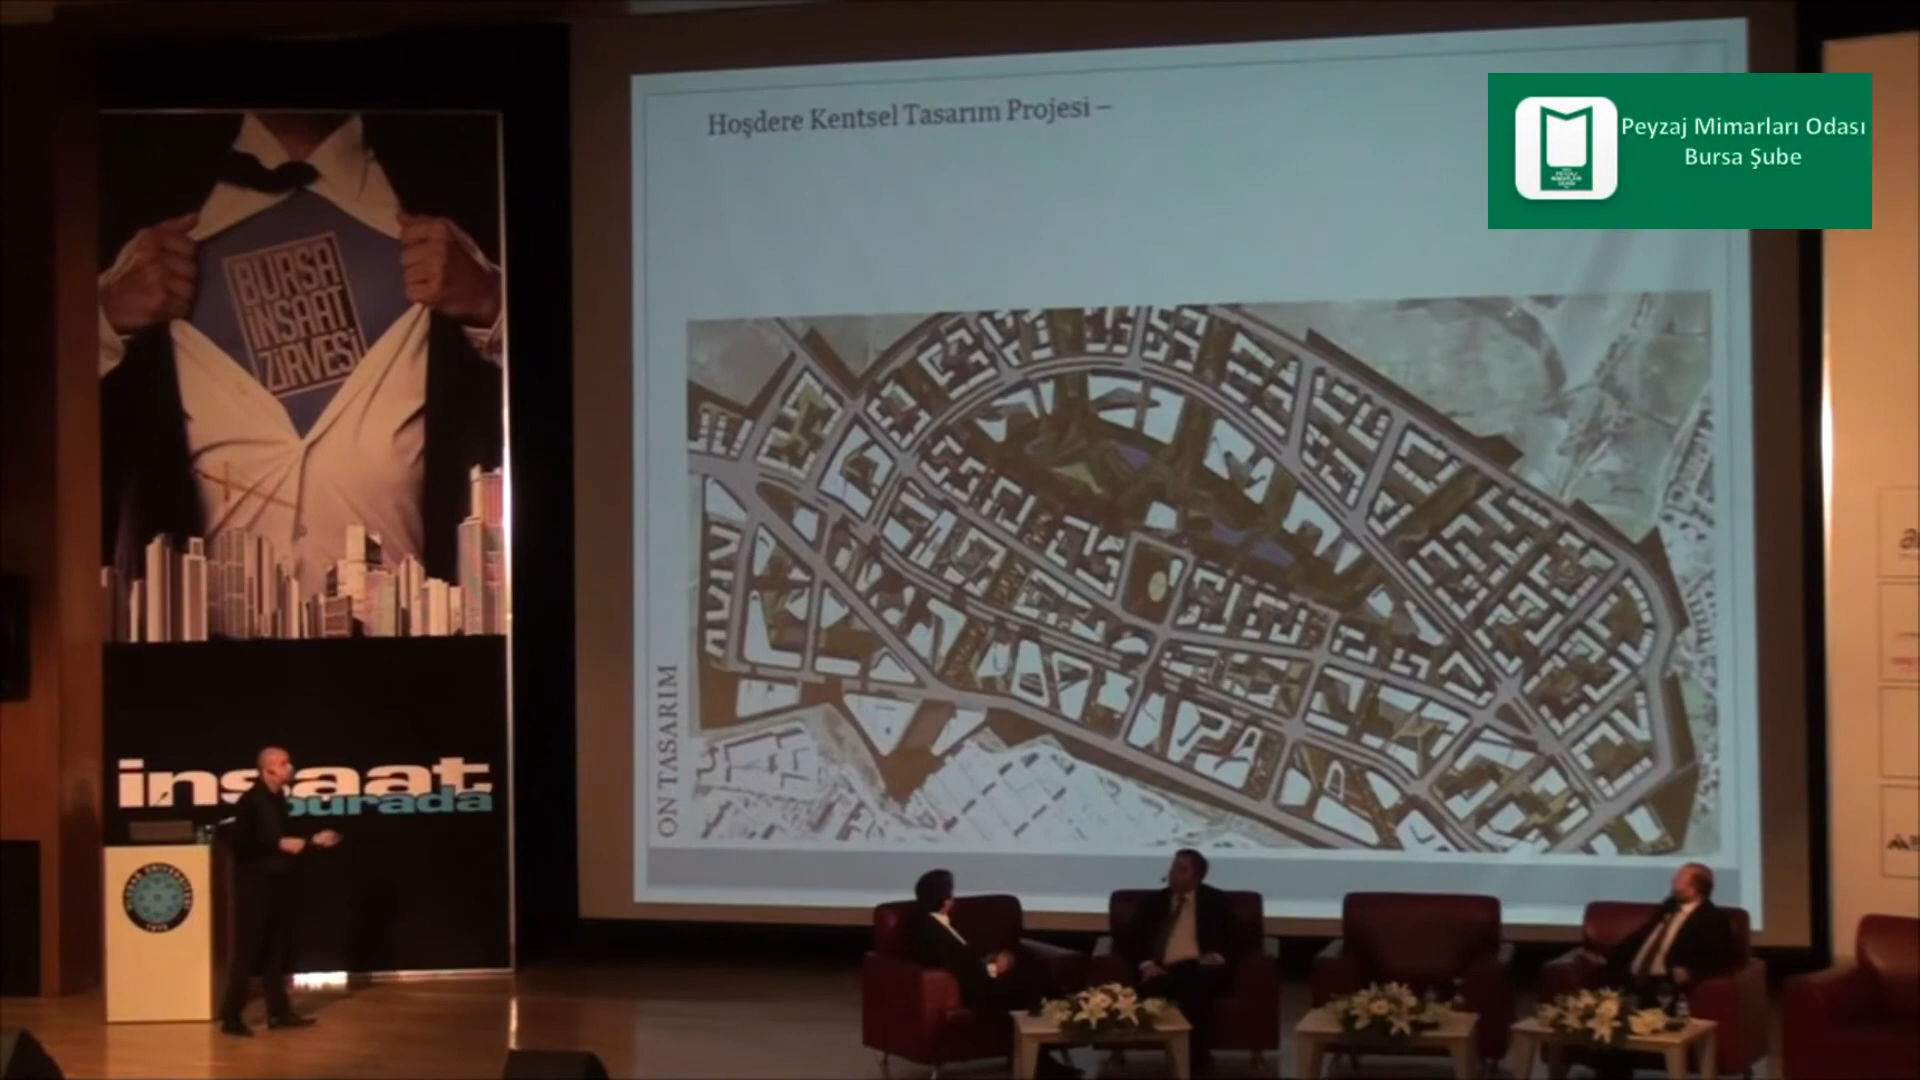 Hoşdere Kentsel Tasarım Projesi –
Peyzaj Mimarları Odası
Bursa Şube
BURSA
İNŞAAT
ZİRVESİ
ON TASARIM
inşaat
burada